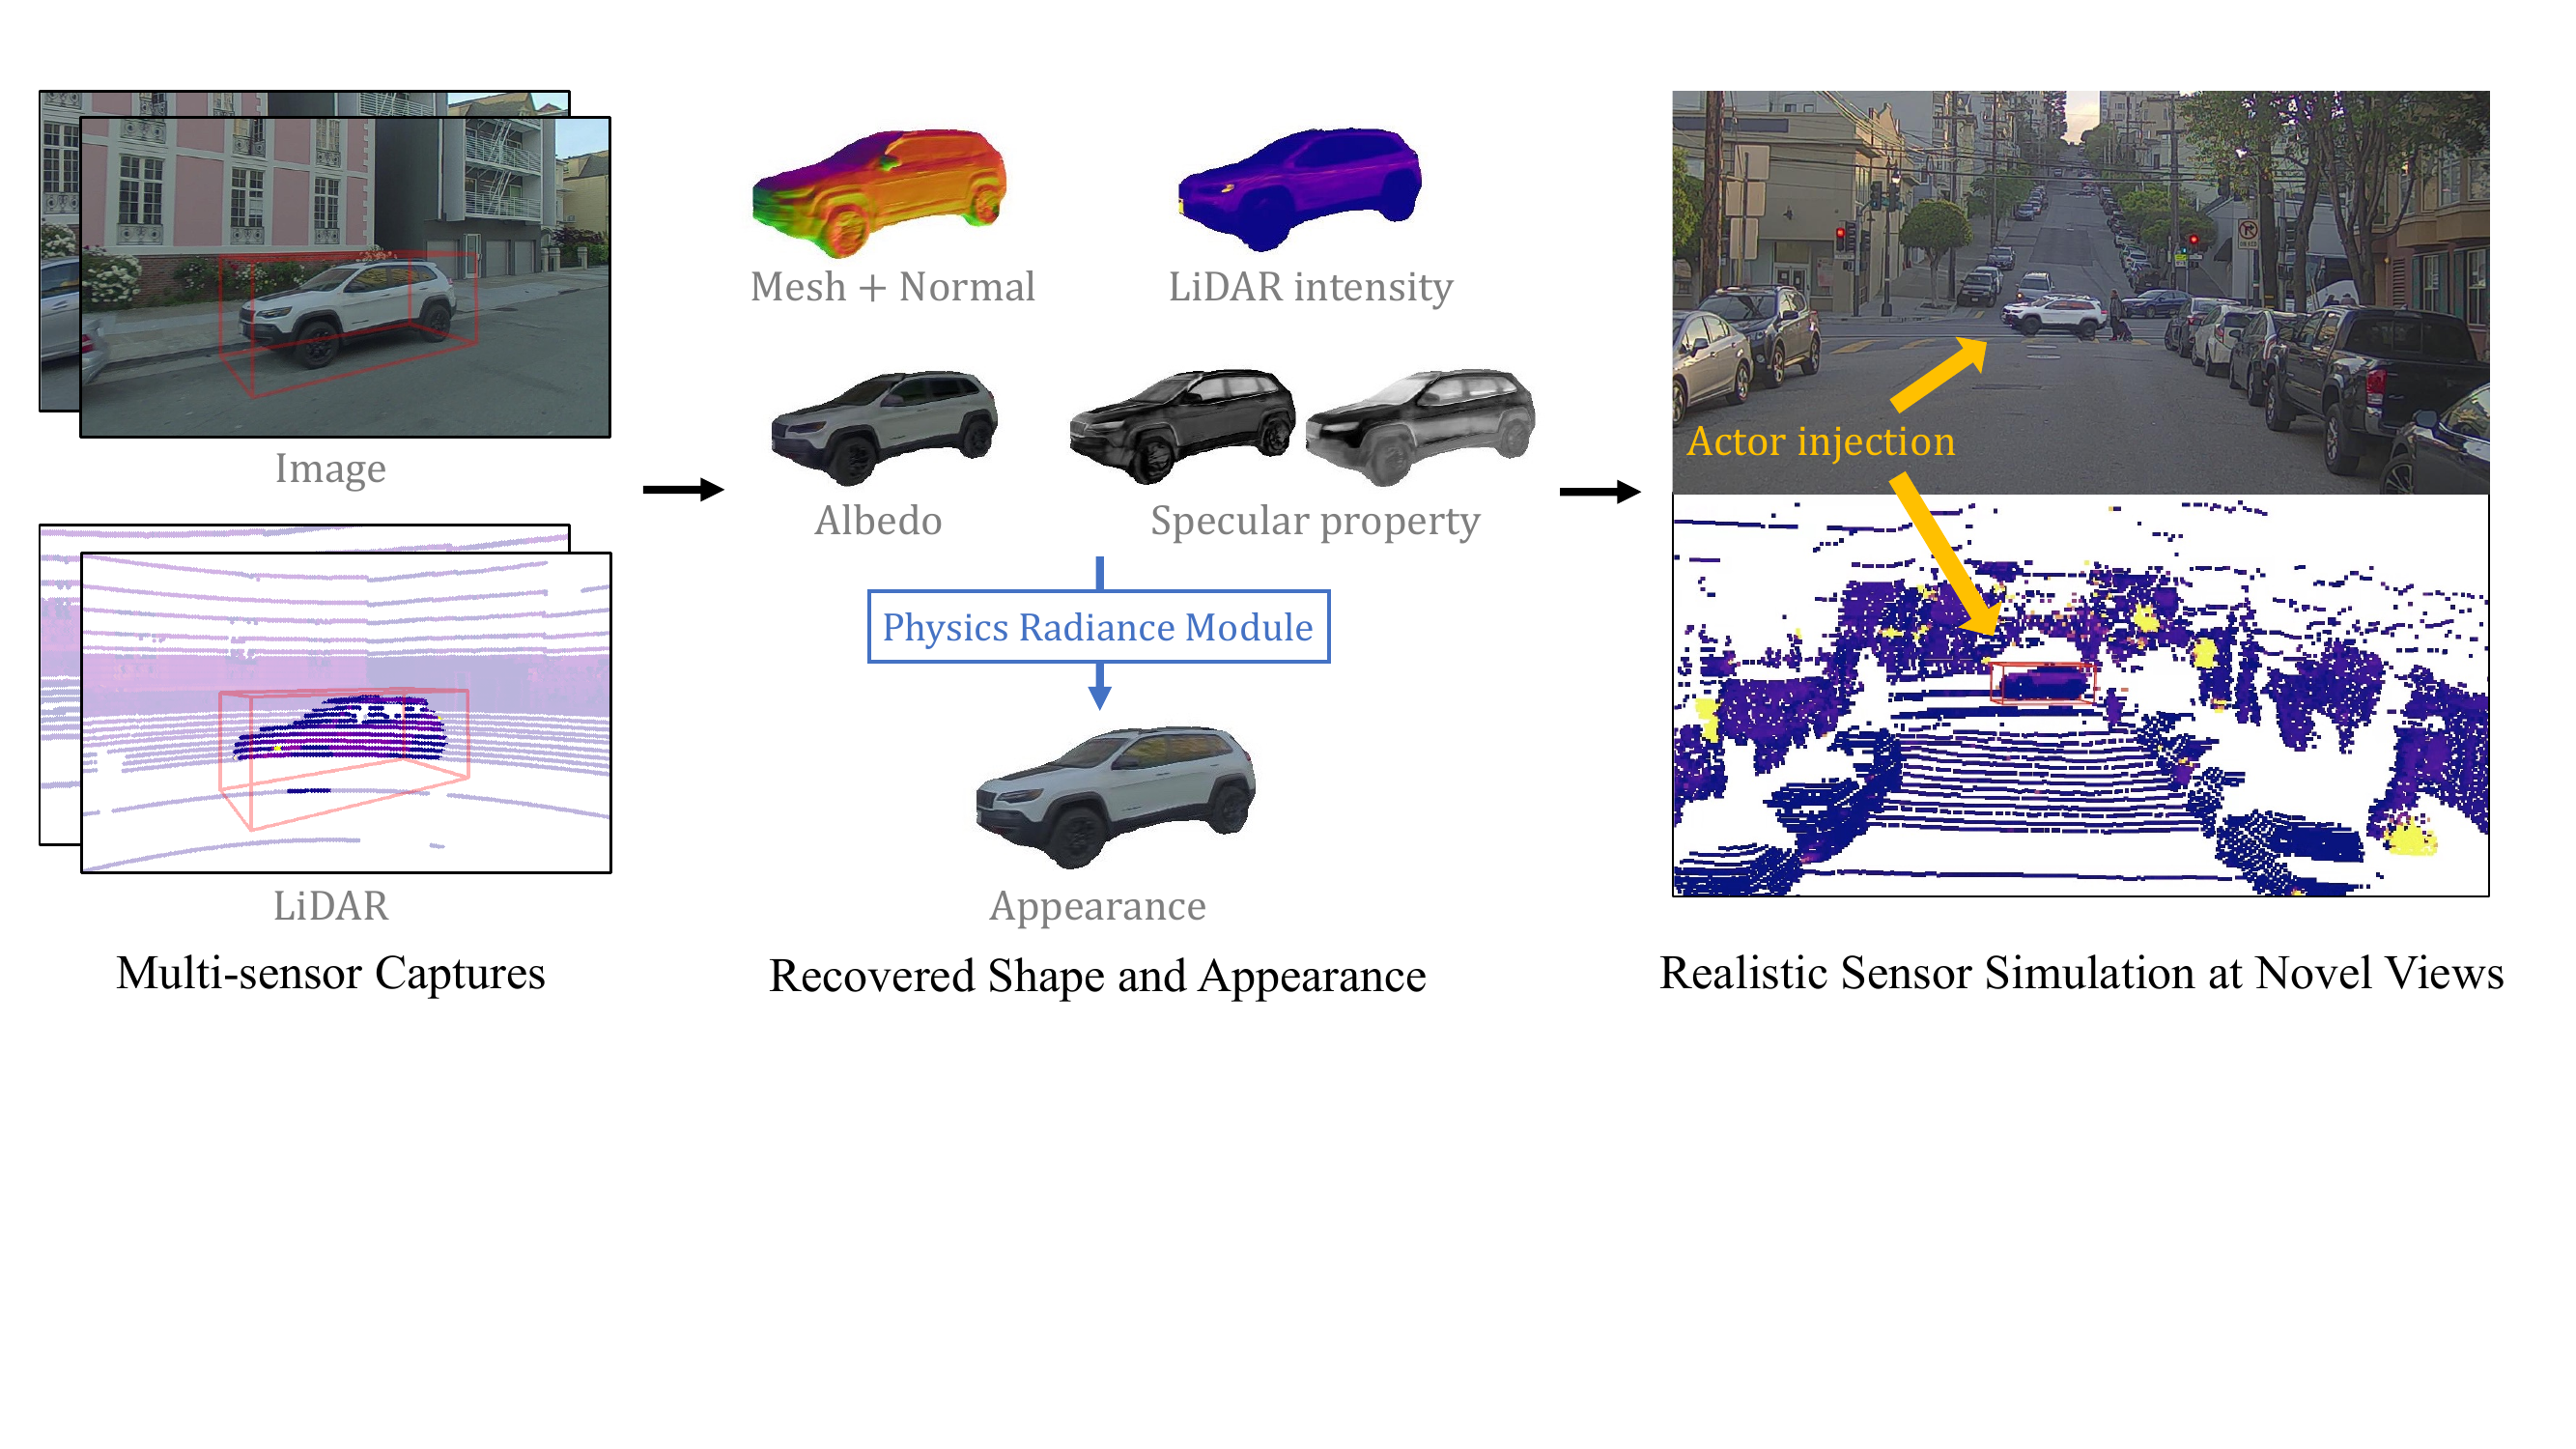 Image
LiDAR
Multi-sensor Captures
Mesh + Normal
LiDAR intensity
Albedo
Specular property
Physics Radiance Module
Appearance
Recovered Shape and Appearance
Actor injection
Realistic Sensor Simulation at Novel Views